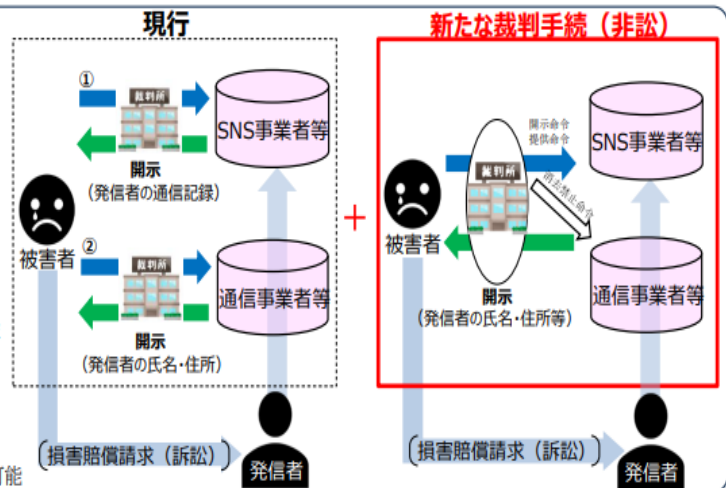 現行
①
裁判所
SNS事業者等
開示
(発信者の通信記録)
被害者
②
裁判所
通信事業者等
開示
(発信者の氏名・住所)
損害賠償請求(訴訟)
発信者
可能
+
新たな裁判手続(非訟)
開示命令
提供命令
SNS事業者等
裁判所
消去禁止命令
被害者
通信事業者等
開示
(発信者の氏名・住所等)
損害賠償請求(訴訟)
発信者